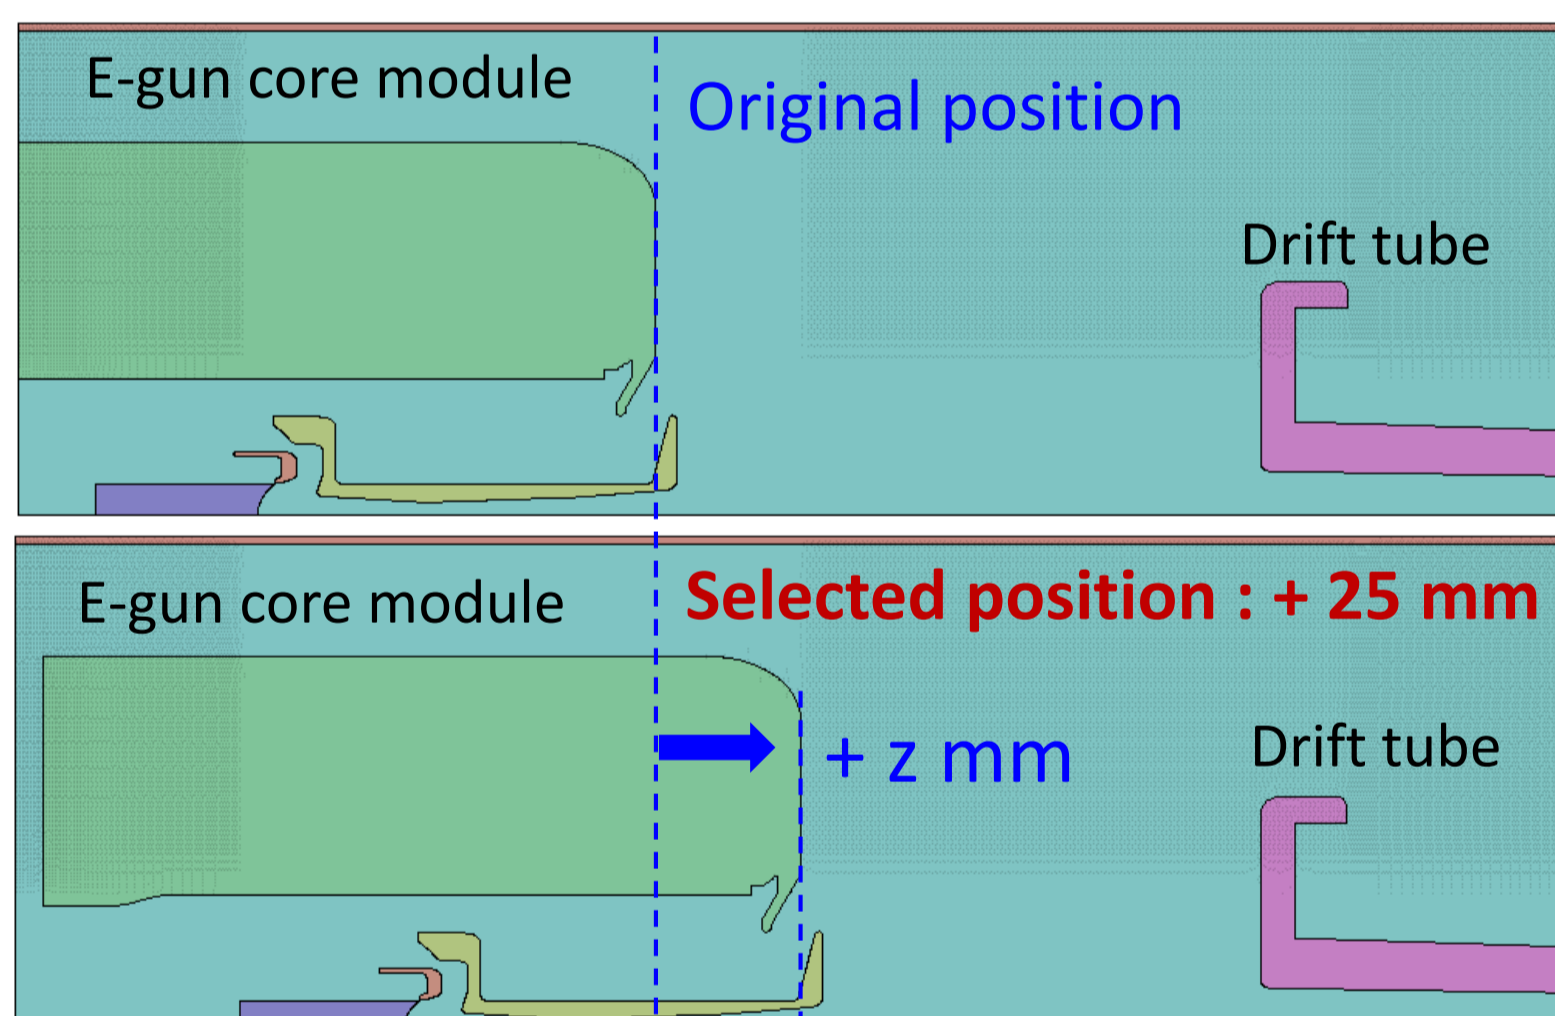 E-gun core module
Original position
Drift tube
E-gun core module
Selected position : + 25 mm
+ z mm
Drift tube